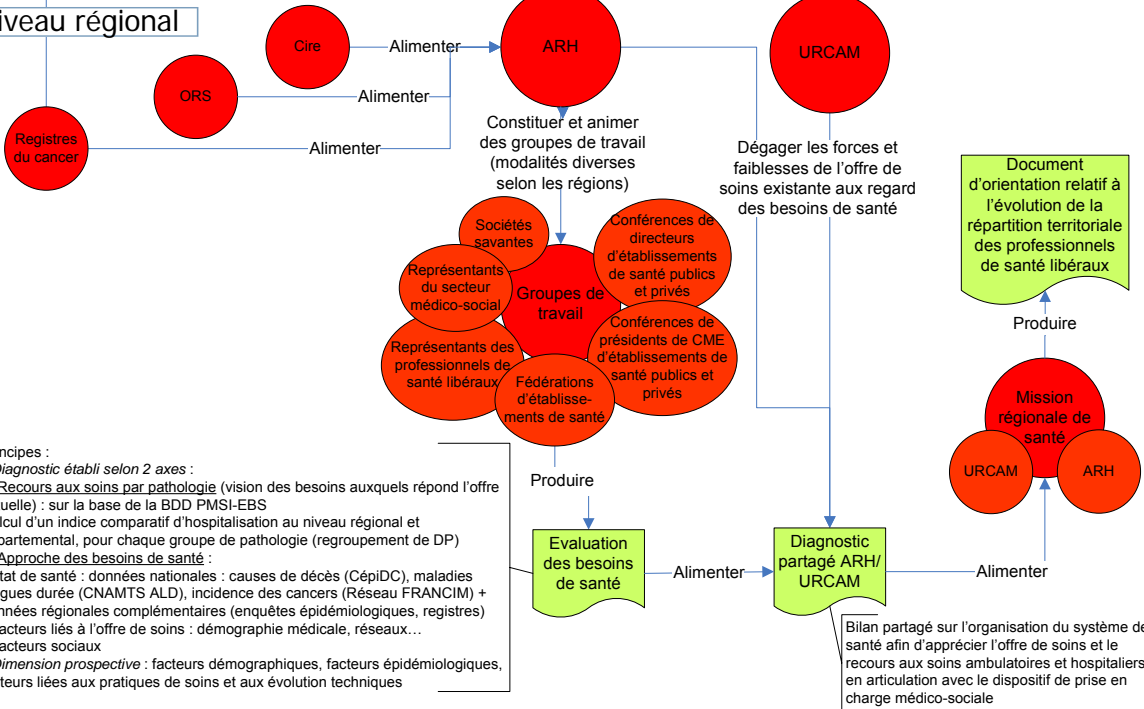 iveau régional
Cire
Alimenter
ARH
URCAM
ORS
Alimenter
Registres
du cancer
Alimenter
Constituer et animer
des groupes de travail
(modalités diverses
selon les régions)
Dégager les forces et
faiblesses de l’offre de
soins existante aux regard
des besoins de santé
Document
d’orientation relatif à
l’évolution de la
répartition territoriale
des professionnels
de santé libéraux
Sociétés
savantes
Conférences de
directeurs
d’établissements
de santé publics
et privés
Représentants
du secteur
médico-social
Groupes de
travail
Conférences de
présidents de CME
d’établissements de
santé publics et
privés
Représentants des
professionnels de
santé libéraux
Fédérations
d’établisse-
ments de santé
Produire
Mission
régionale de
santé
URCAM
ARH
Produire
ncipes :
Diagnostic établi selon 2 axes :
Recours aux soins par pathologie (vision des besoins auxquels répond l’offre
uelle) : sur la base de la BDD PMSI-EBS
lcul d’un indice comparatif d’hospitalisation au niveau régional et
partemental, pour chaque groupe de pathologie (regroupement de DP)
Approche des besoins de santé :
tat de santé : données nationales : causes de décès (CépiDC), maladies
gues durée (CNAMTS ALD), incidence des cancers (Réseau FRANCIM) +
nnées régionales complémentaires (enquêtes épidémiologiques, registres)
acteurs liés à l’offre de soins : démographie médicale, réseaux…
acteurs sociaux
Dimension prospective : facteurs démographiques, facteurs épidémiologiques,
teurs liées aux pratiques de soins et aux évolution techniques
Evaluation
des besoins
de santé
Alimenter
Diagnostic
partagé ARH/
URCAM
Alimenter
Bilan partagé sur l’organisation du système de
santé afin d’apprécier l’offre de soins et le
recours aux soins ambulatoires et hospitaliers
en articulation avec le dispositif de prise en
charge médico-sociale